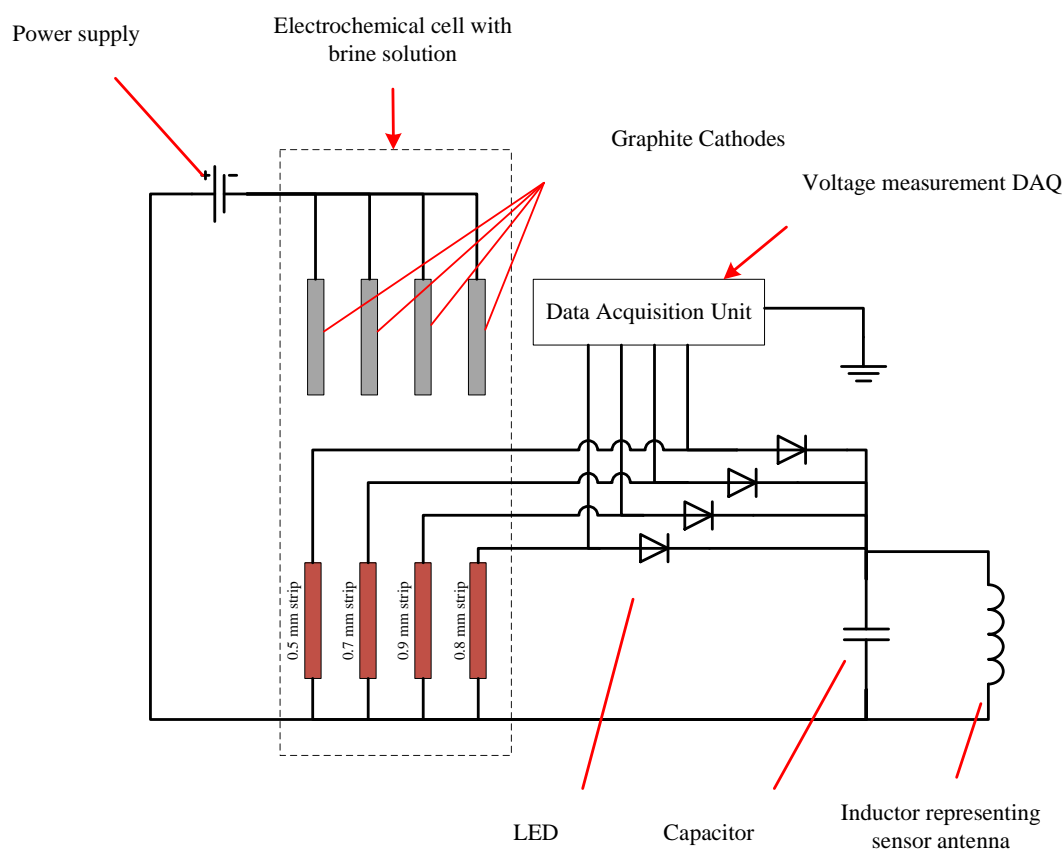 Power supply
Electrochemical cell with
brine solution
Graphite Cathodes
Voltage measurement DAQ
+
-
Data Acquisition Unit
0.5 mm strip
0.7 mm strip
0.9 mm strip
0.8 mm strip
LED
Capacitor
Inductor representing
sensor antenna